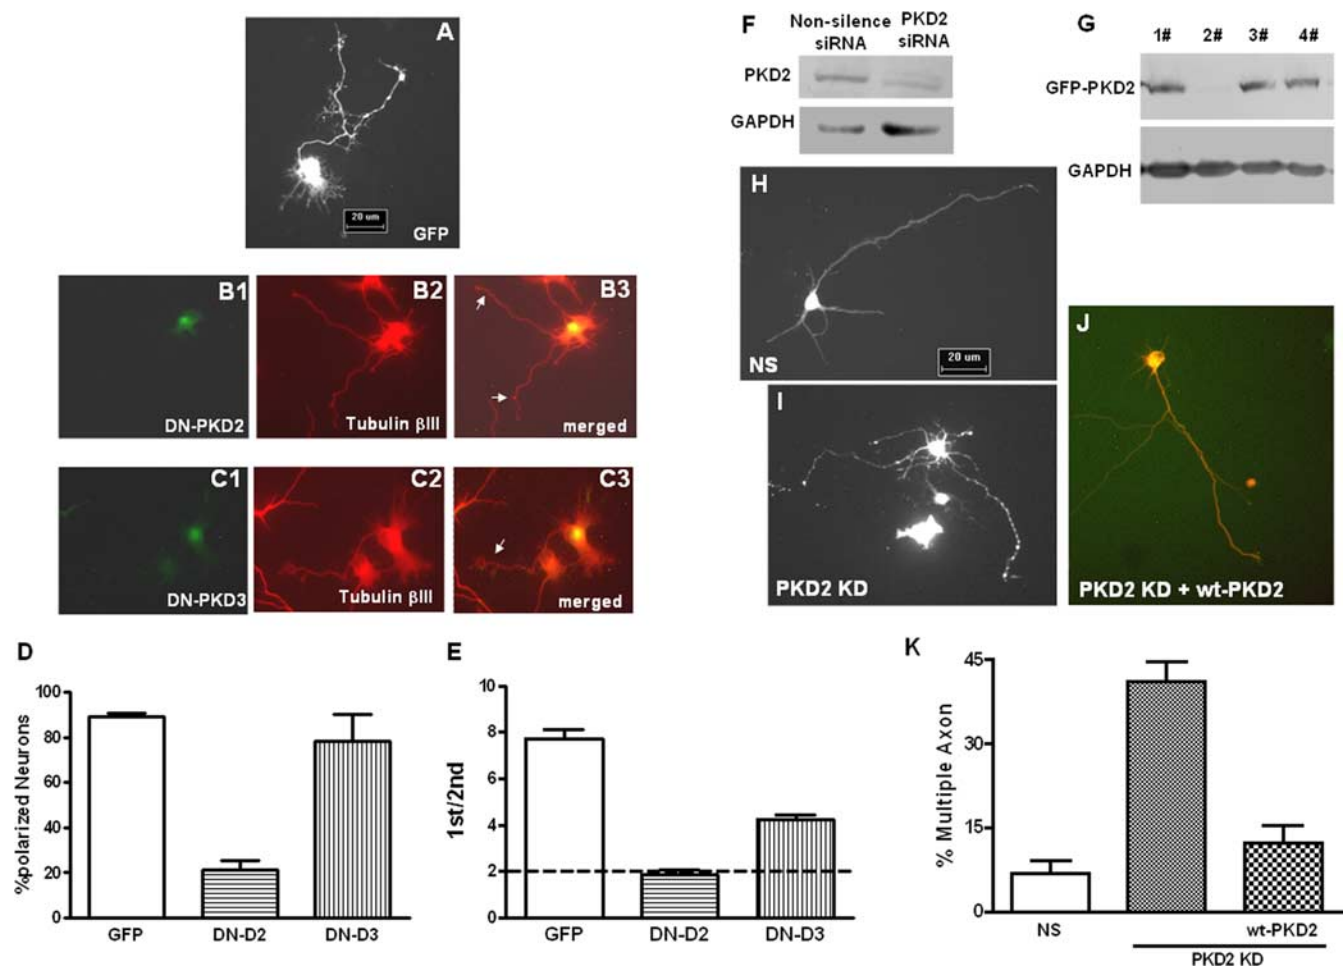 A
20 um
GFP
B1
DN-PKD2
B2
Tubulin βIII
B3
merged
C1
DN-PKD3
C2
Tubulin βIII
C3
merged
D
%polarized Neurons
100
80
60
40
20
0
GFP
DN-D2
DN-D3
E
1st/2nd
10
8
6
4
2
0
GFP
DN-D2
DN-D3
F
Non-silence siRNA
PKD2 siRNA
PKD2
GAPDH
G
1#
2#
3#
4#
GFP-PKD2
GAPDH
H
NS
20 um
I
PKD2 KD
J
PKD2 KD + wt-PKD2
K
% Multiple Axon
45
30
15
0
NS
wt-PKD2
PKD2 KD